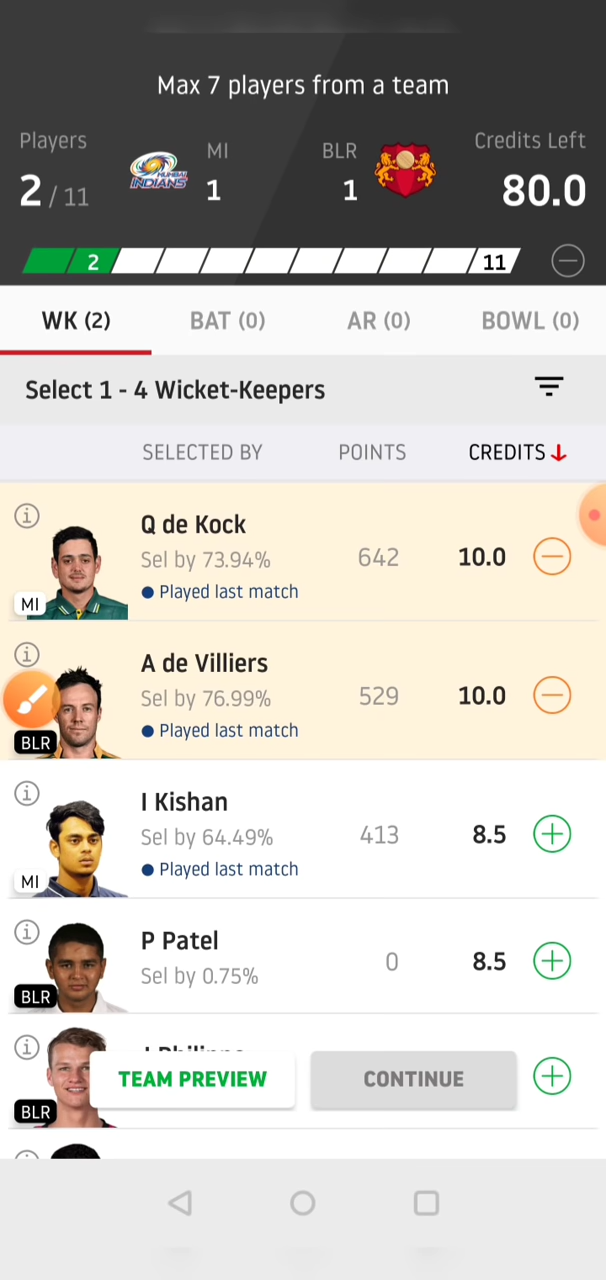 Max 7 players from a team
Players
MI
BLR
Credits Left
2 / 11
MUMBAI INDIANS
1
1
80.0
2
11
WK (2)
BAT (0)
AR (0)
BOWL (0)
Select 1 - 4 Wicket-Keepers
SELECTED BY
POINTS
CREDITS
Q de Kock
Sel by 73.94%
642
10.0
Played last match
MI
A de Villiers
Sel by 76.99%
529
10.0
Played last match
BLR
I Kishan
Sel by 64.49%
413
8.5
Played last match
MI
P Patel
Sel by 0.75%
0
8.5
BLR
TEAM PREVIEW
CONTINUE
BLR